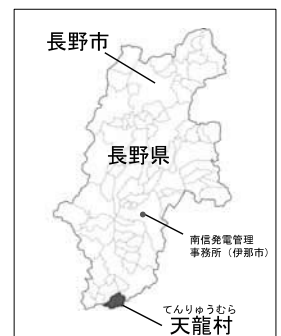 長野市
長野県
南信発電管理
事務所（伊那市）
てんりゅうむら
天龍村